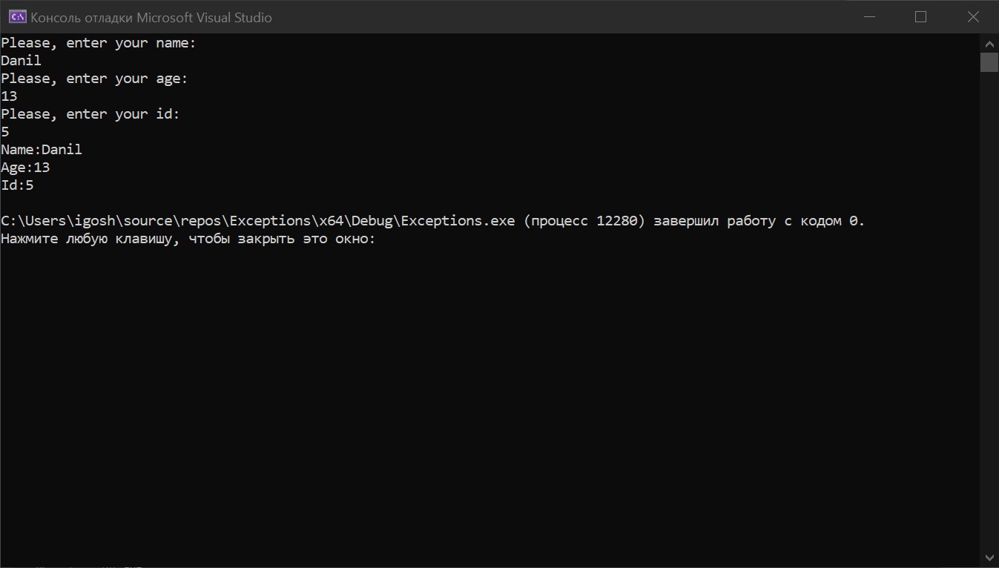 Консоль отладки Microsoft Visual Studio
Please, enter your name:
Danil
Please, enter your age:
13
Please, enter your id:
5
Name:Danil
Age:13
Id:5
C:\Users\igosh\source\repos\Exceptions\x64\Debug\Exceptions.exe (процесс 12280) завершил работу с кодом 0.
Нажмите любую клавишу, чтобы закрыть это окно: